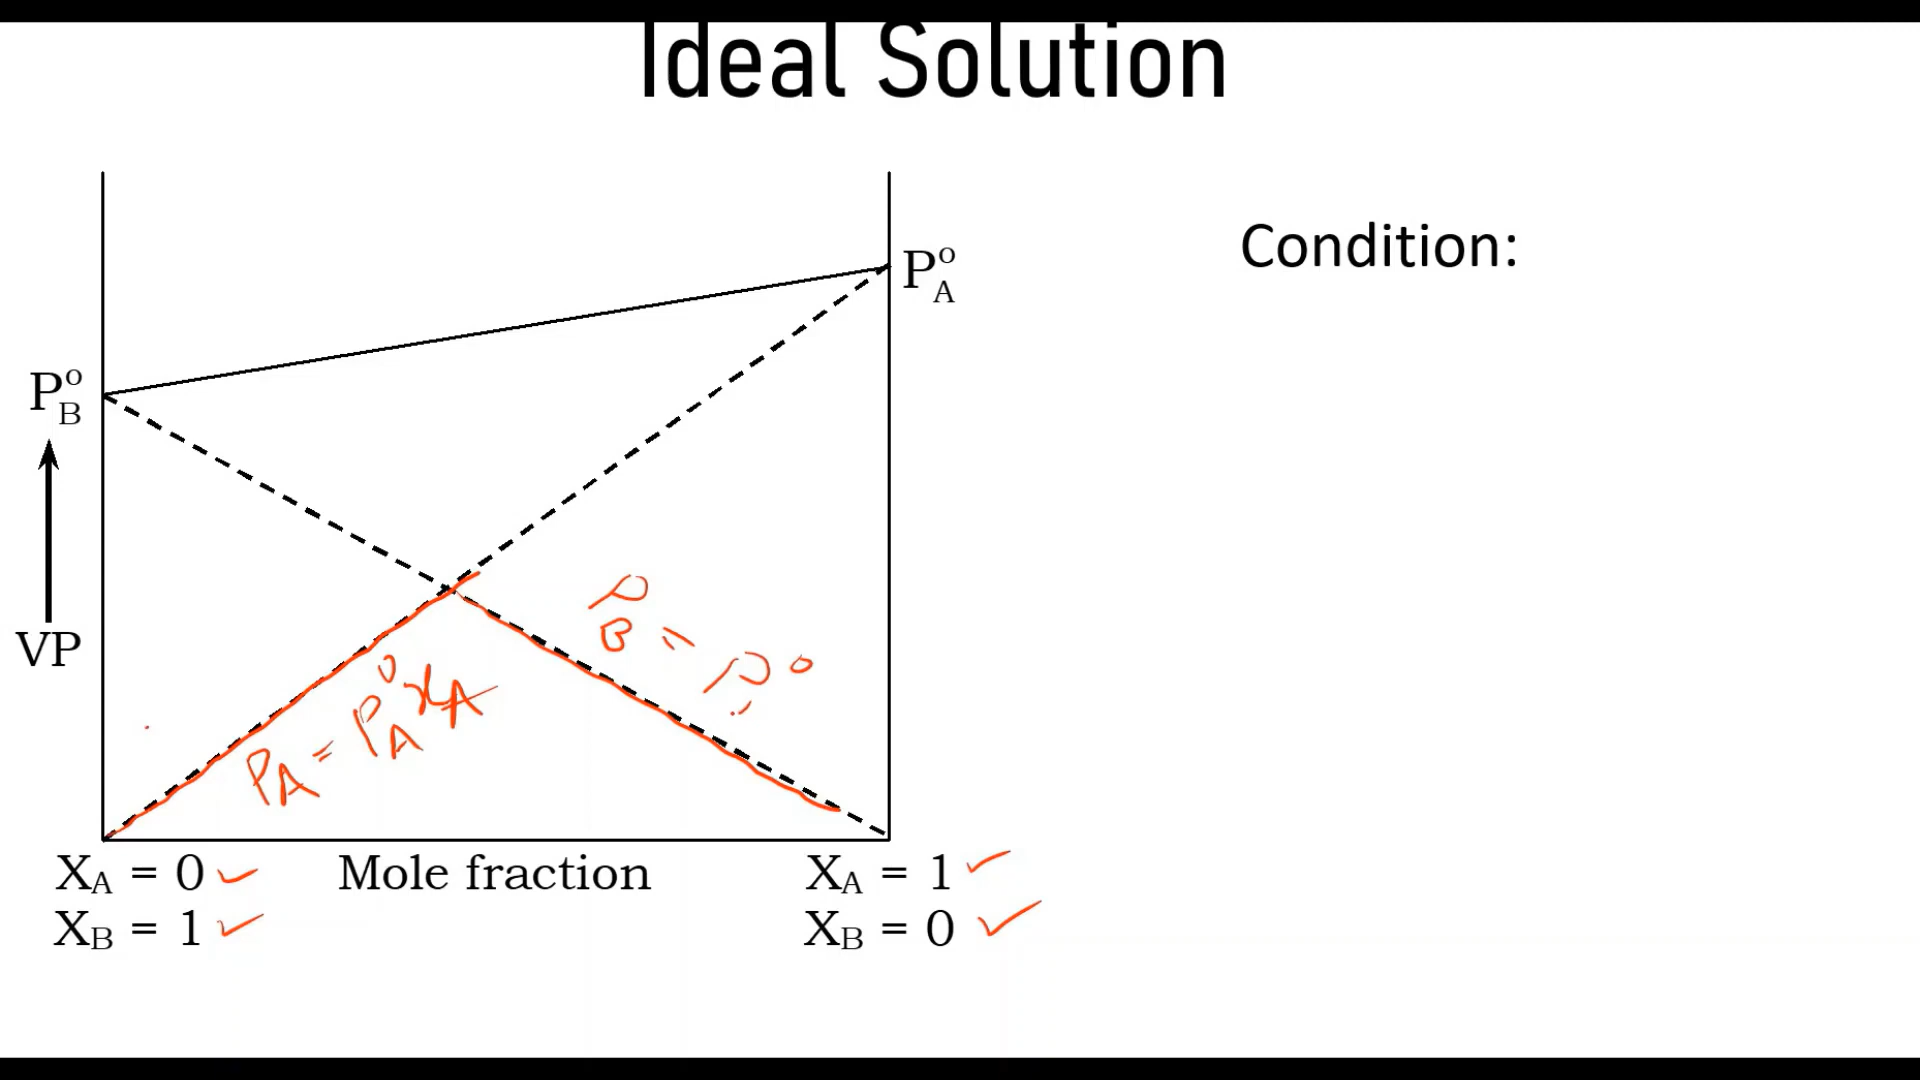 Ideal Solution
Condition:
P°A
P°B
VP
PB = P°
PA = P°A xA
XA = 0 Mole fraction XA = 1
XB = 1 XB = 0